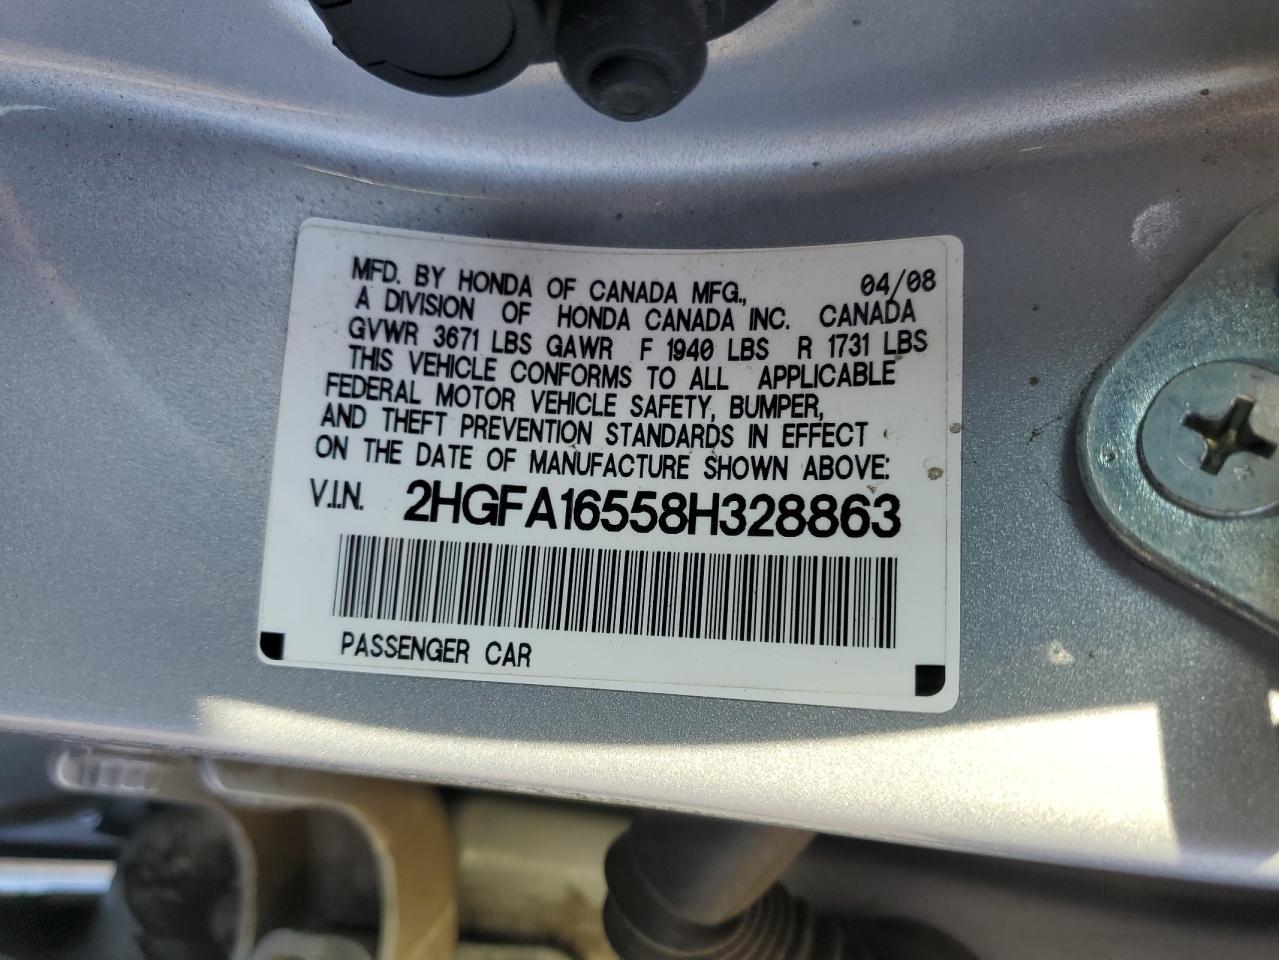 MFD. BY HONDA OF CANADA MFG., 04/08
A DIVISION OF HONDA CANADA INC. CANADA
GVWR 3671 LBS GAWR F 1940 LBS R 1731 LBS
THIS VEHICLE CONFORMS TO ALL APPLICABLE
FEDERAL MOTOR VEHICLE SAFETY, BUMPER,
AND THEFT PREVENTION STANDARDS IN EFFECT
ON THE DATE OF MANUFACTURE SHOWN ABOVE:
V.I.N. 2HGFA16558H328863
PASSENGER CAR